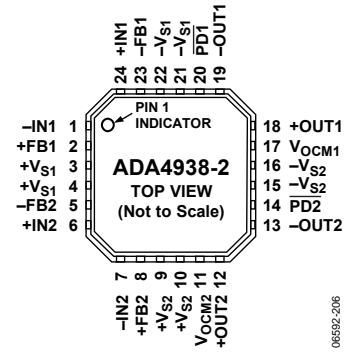 24 +IN1
23 –FB1
22 –VS1
21 –VS1
20 PD1
19 –OUT1
PIN 1
INDICATOR
–IN1 1
+FB1 2
+VS1 3
+VS1 4
–FB2 5
+IN2 6
ADA4938-2
TOP VIEW
(Not to Scale)
18 +OUT1
17 VOCM1
16 –VS2
15 –VS2
14 PD2
13 –OUT2
–IN2 7
+FB2 8
+VS2 9
+VS2 10
VOCM2 11
+OUT2 12
06592-206